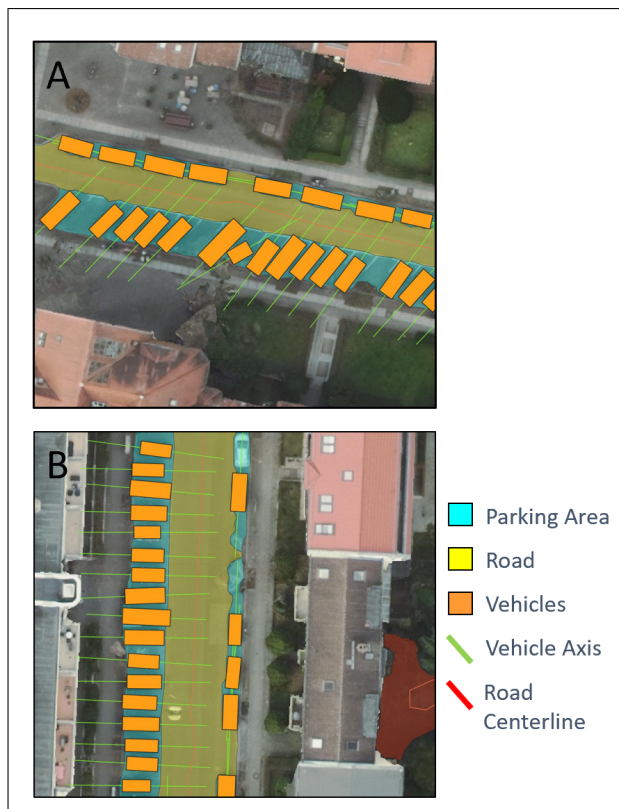 A
B
Parking Area
Road
Vehicles
Vehicle Axis
Road
Centerline